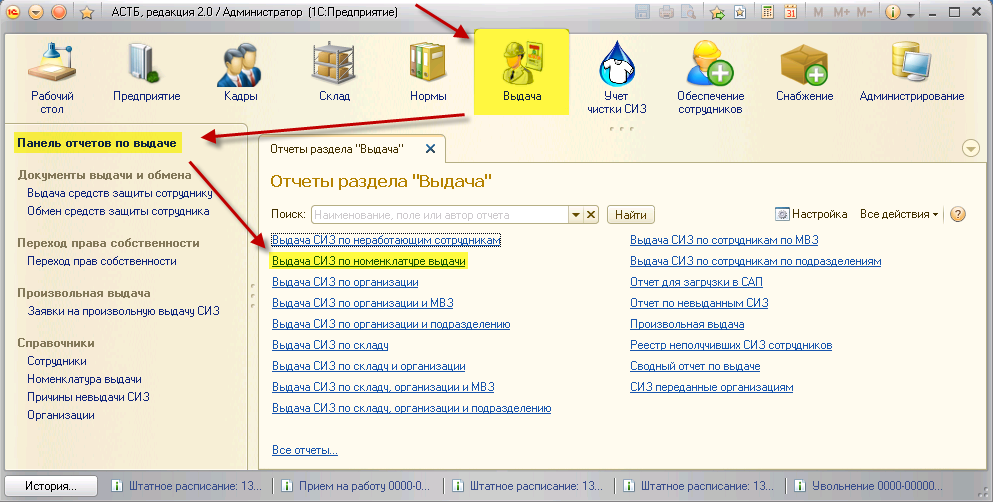 АСТБ, редакция 2.0 / Администратор (1С:Предприятие)
M M+ M-
31
Рабочий стол
Предприятие
Кадры
Склад
Нормы
Выдача
Учет чистки СИЗ
Обеспечение сотрудников
Снабжение
Администрирование
Панель отчетов по выдаче
Документы выдачи и обмена
Выдача средств защиты сотруднику
Обмен средств защиты сотрудника
Переход права собственности
Переход прав собственности
Произвольная выдача
Заявки на произвольную выдачу СИЗ
Справочники
Сотрудники
Номенклатура выдачи
Причины невыдачи СИЗ
Организации
Отчеты раздела "Выдача"
Отчеты раздела "Выдача"
Поиск: Наименование, поле или автор отчета Найти Настройка Все действия
Выдача СИЗ по неработающим сотрудникам
Выдача СИЗ по номенклатуре выдачи
Выдача СИЗ по организации
Выдача СИЗ по организации и МВЗ
Выдача СИЗ по организации и подразделению
Выдача СИЗ по складу
Выдача СИЗ по складу и организации
Выдача СИЗ по складу, организации и МВЗ
Выдача СИЗ по складу, организации и подразделению
Выдача СИЗ по сотрудникам по МВЗ
Выдача СИЗ по сотрудникам по подразделениям
Отчет для загрузки в САП
Отчет по невыданным СИЗ
Произвольная выдача
Реестр неполучивших СИЗ сотрудников
Сводный отчет по выдаче
СИЗ переданные организациям
Все отчеты...
История...
Штатное расписание: 13...
Прием на работу 0000-0...
Штатное расписание: 13...
Штатное расписание: 13...
Увольнение 0000-00000...